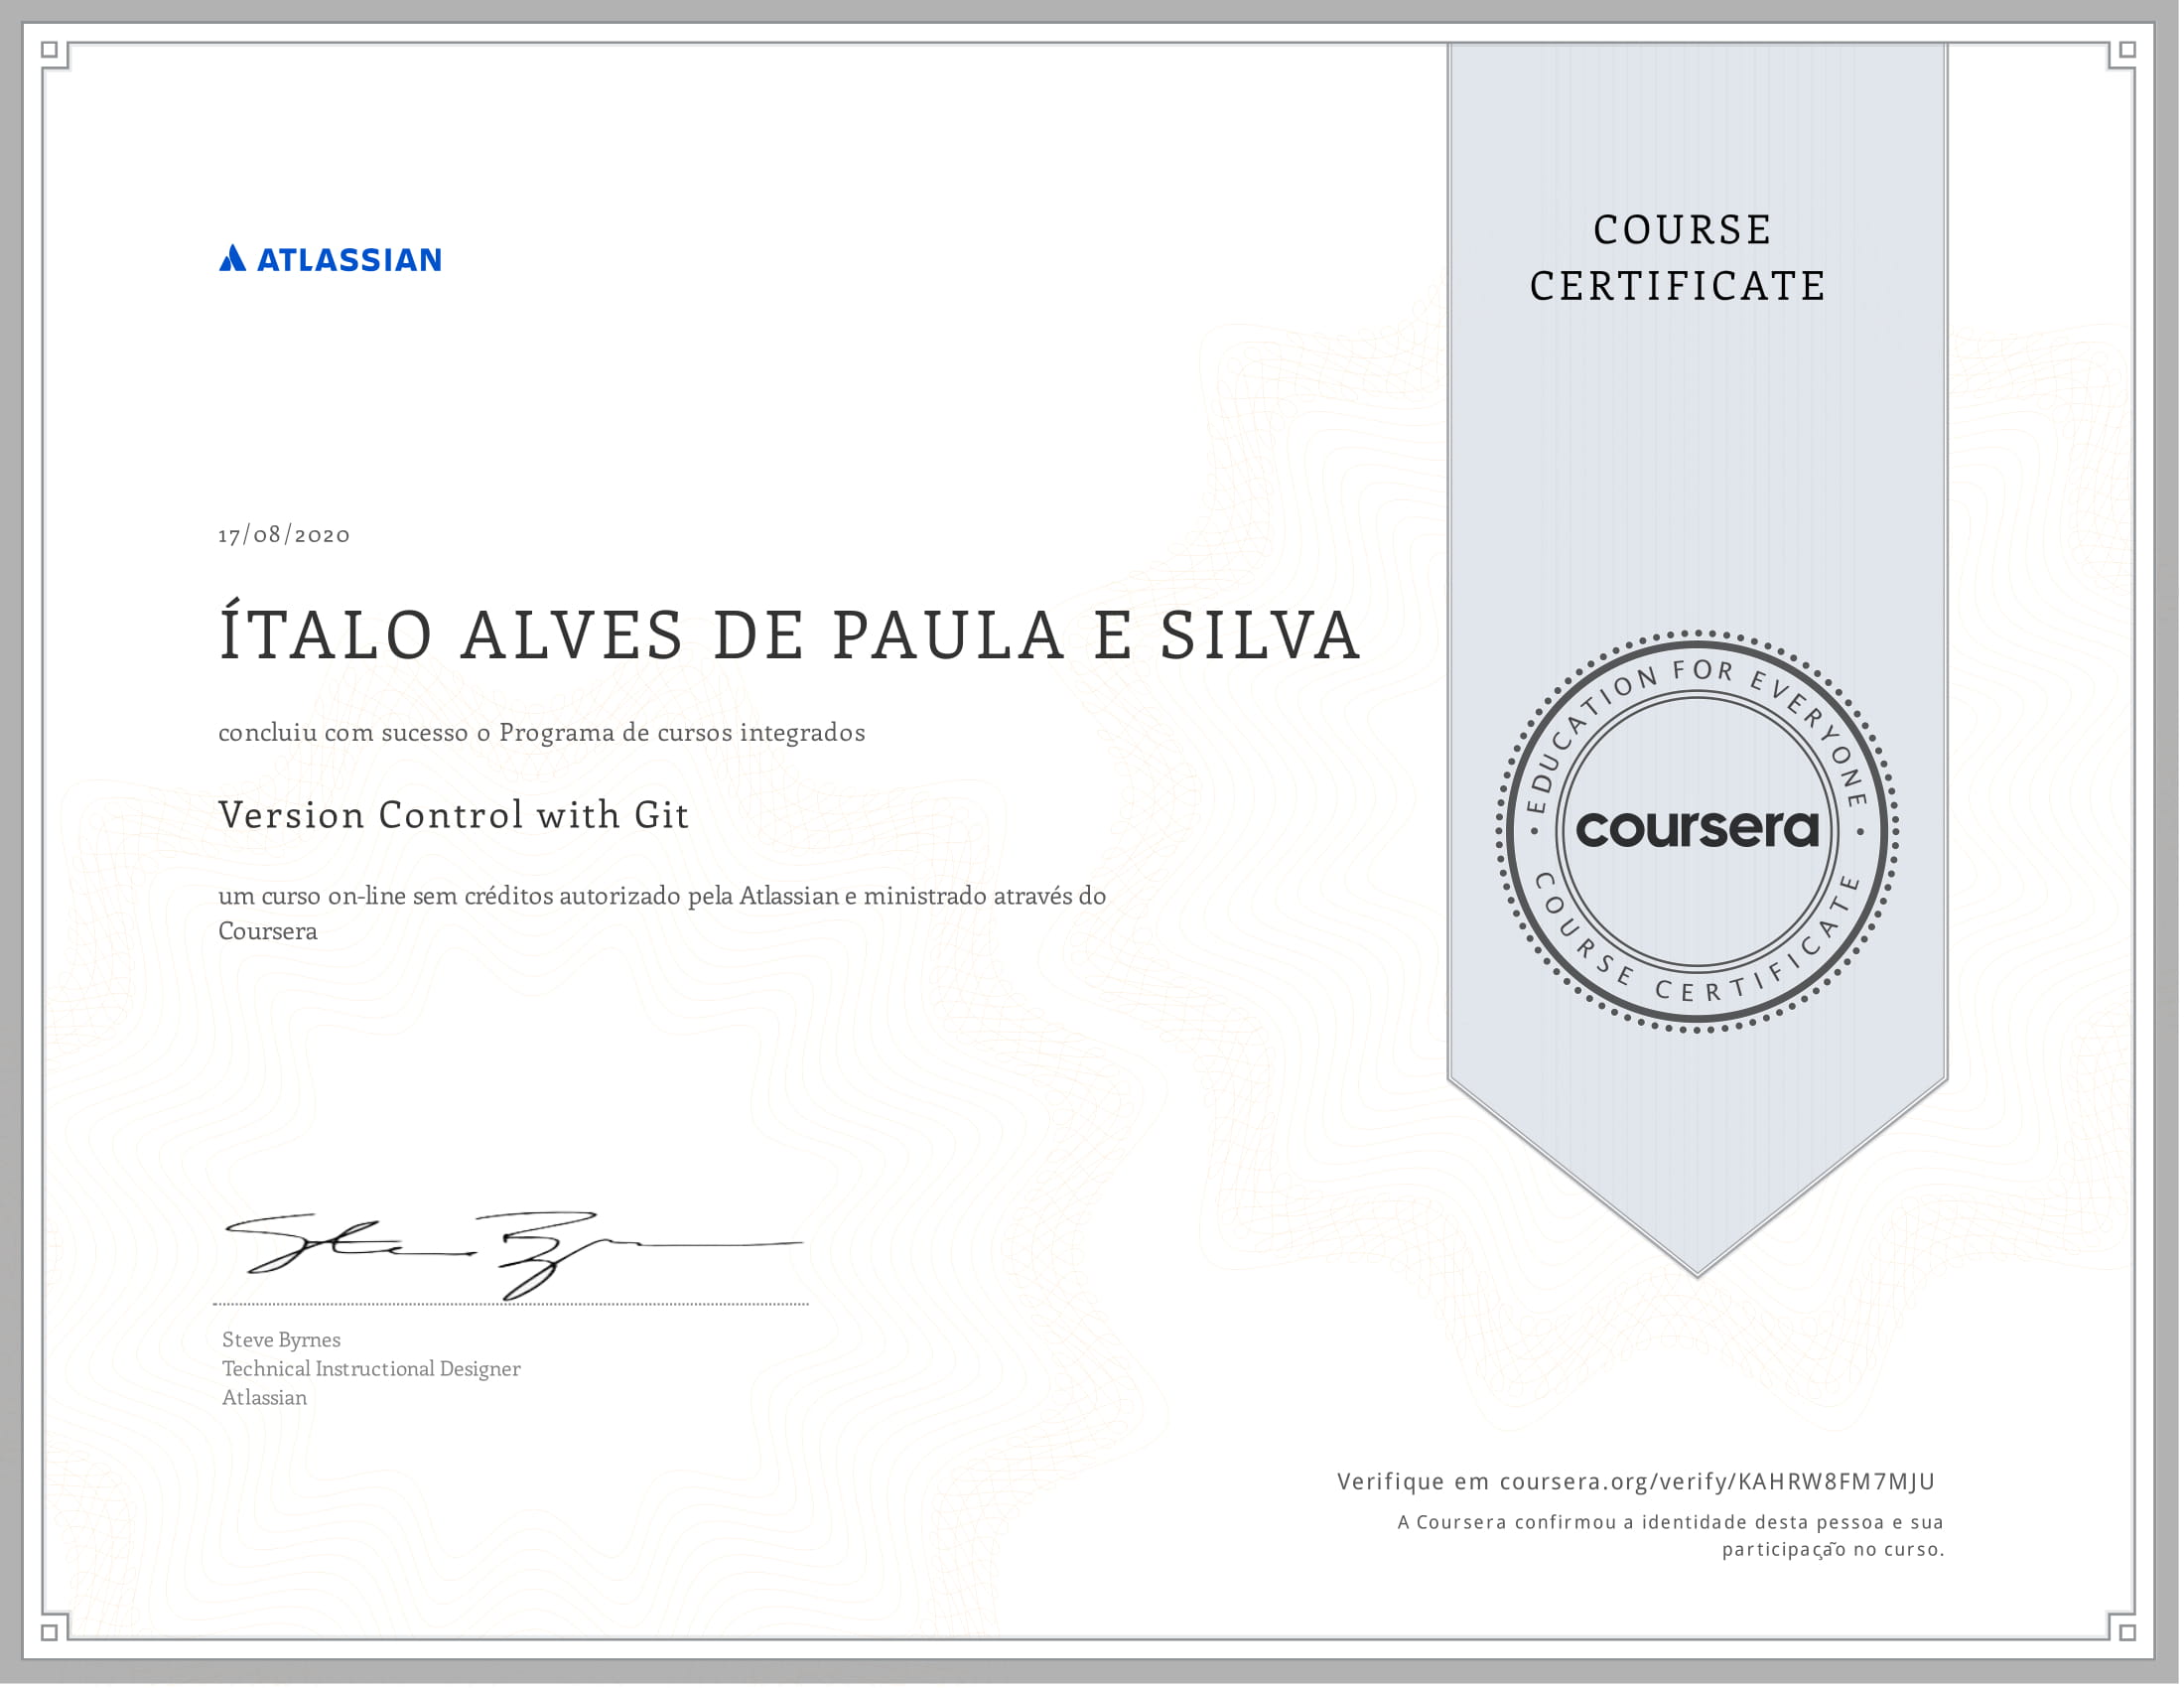 ATLASSIAN
COURSE
CERTIFICATE
17/08/2020
ÍTALO ALVES DE PAULA E SILVA
concluiu com sucesso o Programa de cursos integrados
Version Control with Git
um curso on-line sem créditos autorizado pela Atlassian e ministrado através do
Coursera
EDUCATION FOR EVERYONE
coursera
COURSE CERTIFICATE
Steve Byrnes
Technical Instructional Designer
Atlassian
Verifique em coursera.org/verify/KAHRW8FM7MJU
A Coursera confirmou a identidade desta pessoa e sua
participação no curso.